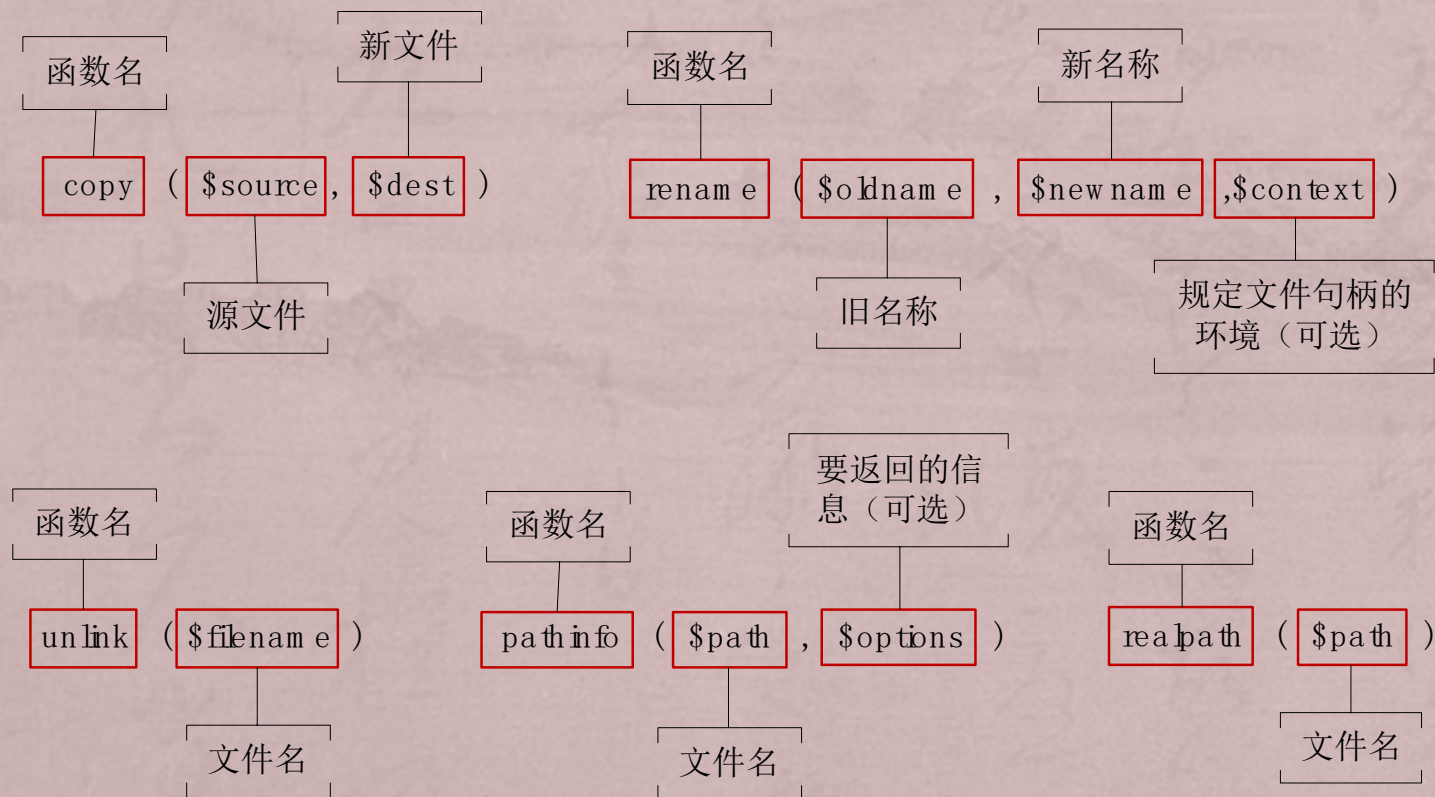 函数名
新文件
copy ( $source, $dest )
源文件
函数名
新名称
rename ( $oldname , $newname ,$context )
旧名称
规定文件句柄的
环境（可选）
函数名
unlink ( $filename )
文件名
函数名
要返回的信
息（可选）
pathinfo ( $path , $options )
文件名
函数名
realpath ( $path )
文件名